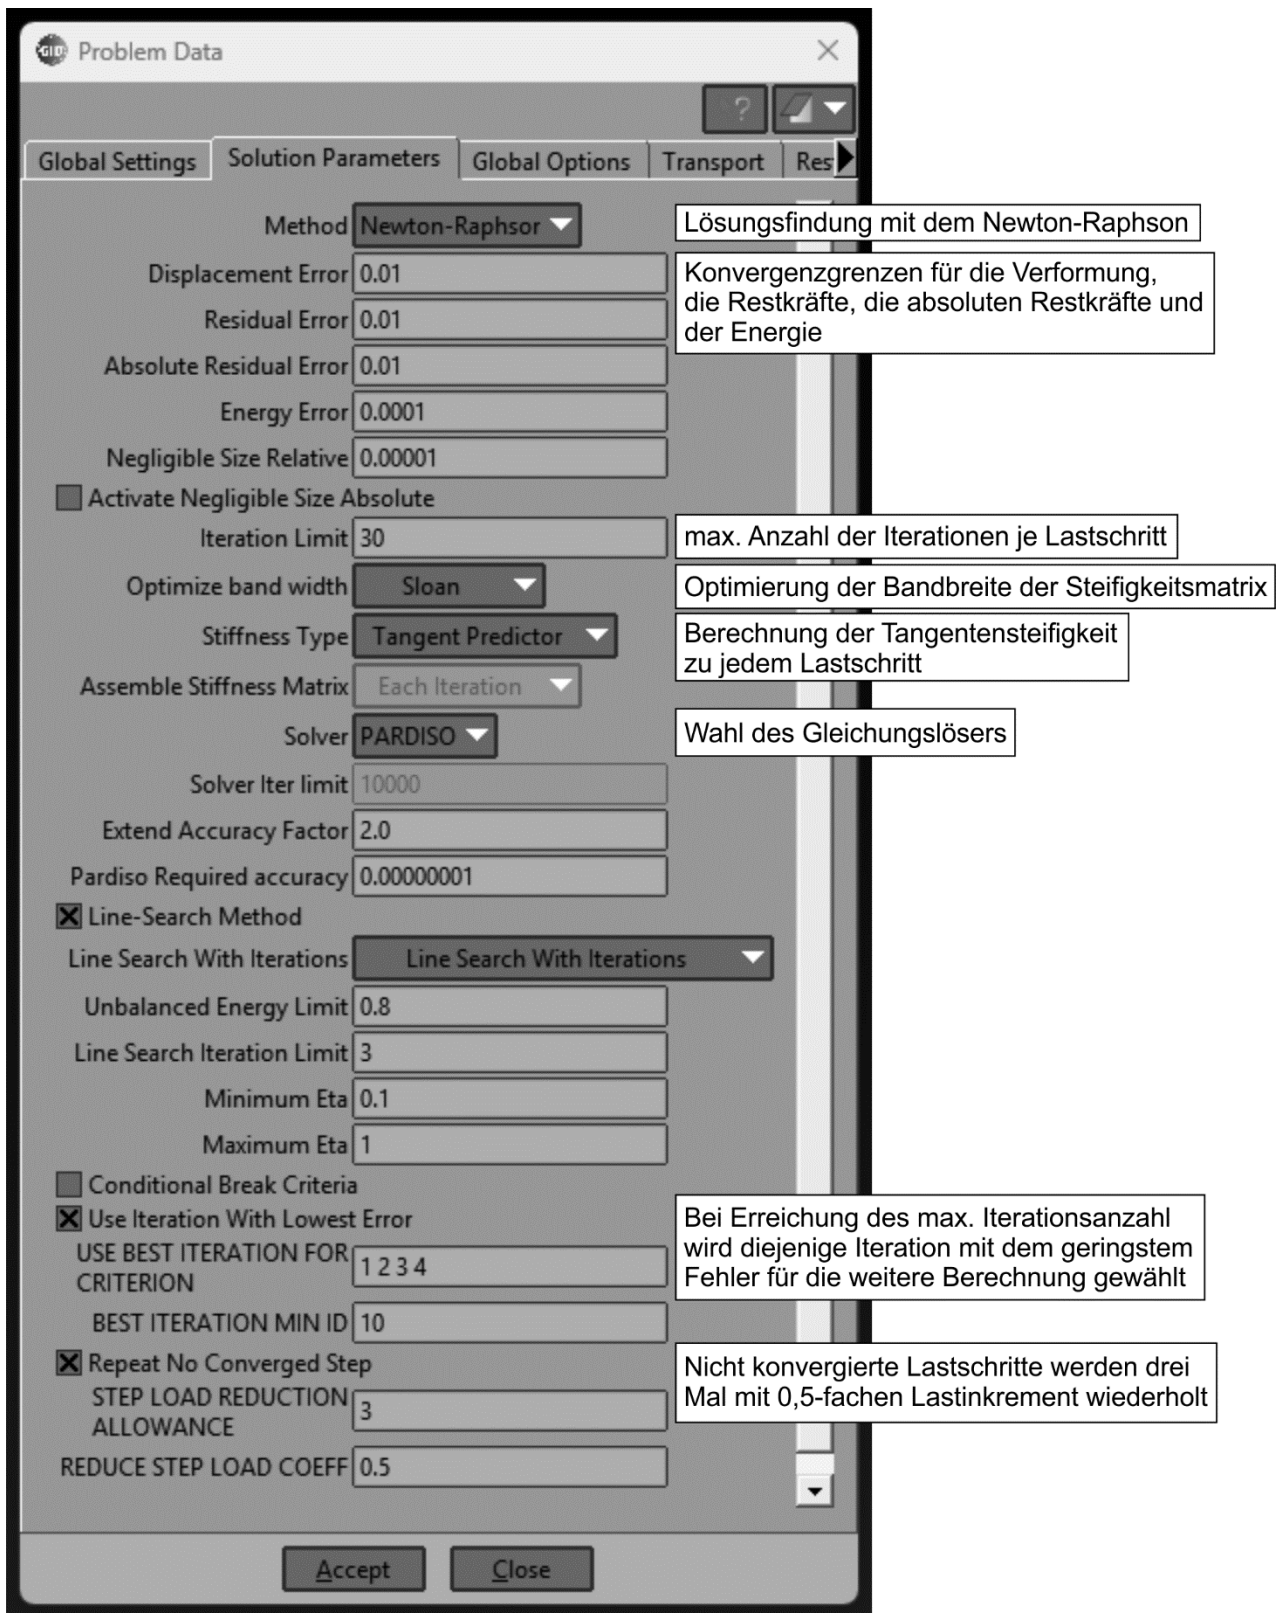 GID Problem Data
?
Global Settings Solution Parameters Global Options Transport Res
Method Newton-Raphsor Lösungsfindung mit dem Newton-Raphson
Displacement Error 0.01 Konvergenzgrenzen für die Verformung,
die Restkräfte, die absoluten Restkräfte und
der Energie
Residual Error 0.01
Absolute Residual Error 0.01
Energy Error 0.0001
Negligible Size Relative 0.00001
Activate Negligible Size Absolute
Iteration Limit 30 max. Anzahl der Iterationen je Lastschritt
Optimize band width Sloan Optimierung der Bandbreite der Steifigkeitsmatrix
Stiffness Type Tangent Predictor Berechnung der Tangentensteifigkeit
zu jedem Lastschritt
Assemble Stiffness Matrix Each Iteration
Solver PARDISO Wahl des Gleichungslösers
Solver Iter limit 10000
Extend Accuracy Factor 2.0
Pardiso Required accuracy 0.00000001
Line-Search Method
Line Search With Iterations Line Search With Iterations
Unbalanced Energy Limit 0.8
Line Search Iteration Limit 3
Minimum Eta 0.1
Maximum Eta 1
Conditional Break Criteria
Use Iteration With Lowest Error
Bei Erreichung des max. Iterationsanzahl
wird diejenige Iteration mit dem geringstem
Fehler für die weitere Berechnung gewählt
USE BEST ITERATION FOR
CRITERION 1 2 3 4
BEST ITERATION MIN ID 10
Repeat No Converged Step
Nicht konvergierte Lastschritte werden drei
Mal mit 0,5-fachen Lastinkrement wiederholt
STEP LOAD REDUCTION
ALLOWANCE 3
REDUCE STEP LOAD COEFF 0.5
Accept Close